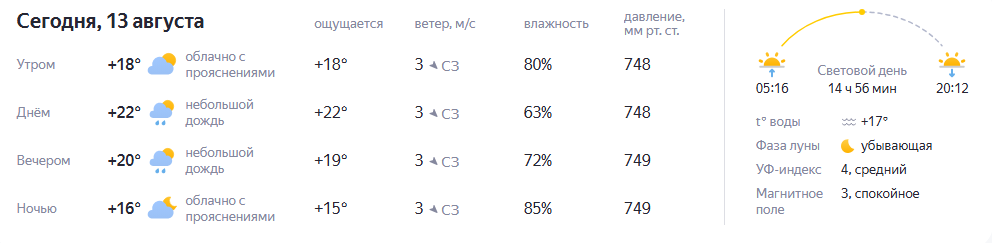 Сегодня, 13 августа
ощущается ветер, м/с влажность давление, мм рт. ст.
Утром +18° облачно с прояснениями +18° 3 СЗ 80% 748
Днём +22° небольшой дождь +22° 3 СЗ 63% 748
Вечером +20° небольшой дождь +19° 3 СЗ 72% 749
Ночью +16° облачно с прояснениями +15° 3 СЗ 85% 749
Световой день
05:16 14 ч 56 мин 20:12
t° воды +17°
Фаза луны убывающая
УФ-индекс 4, средний
Магнитное поле 3, спокойное